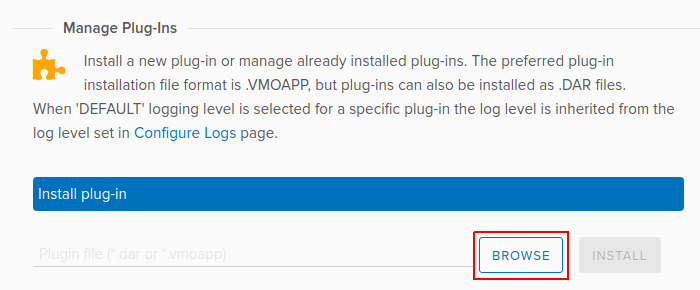 Manage Plug-Ins
Install a new plug-in or manage already installed plug-ins. The preferred plug-in
installation file format is .VMOAPP, but plug-ins can also be installed as .DAR files.
When 'DEFAULT' logging level is selected for a specific plug-in the log level is inherited from the
log level set in Configure Logs page.
Install plug-in
Plugin file (*.dar or *.vmoapp)
BROWSE
INSTALL